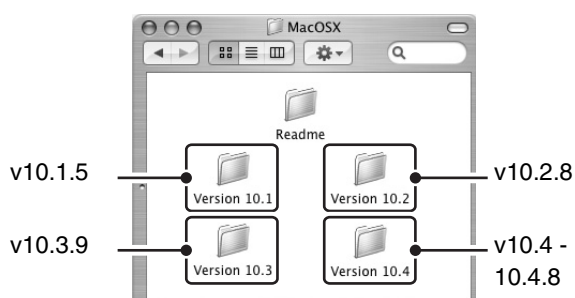 MacOSX
Readme
v10.1.5
Version 10.1
Version 10.2
v10.2.8
v10.3.9
Version 10.3
Version 10.4
v10.4 -
10.4.8